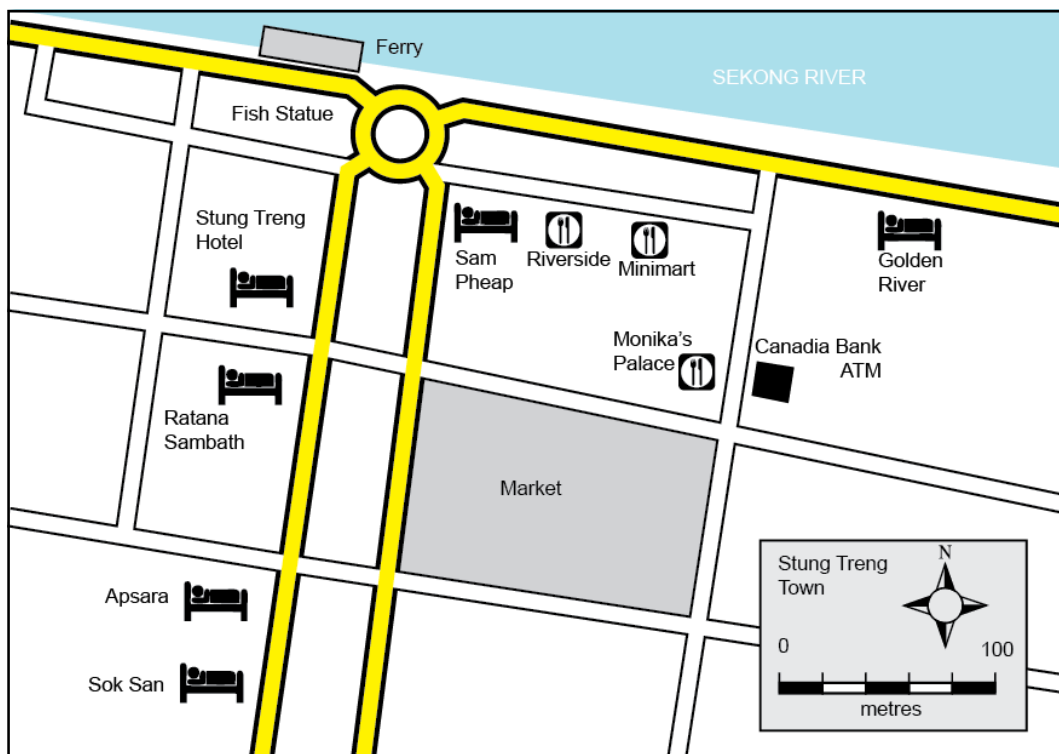 Ferry
SEKONG RIVER
Fish Statue
Stung Treng
Hotel
Sam
Pheap
Riverside
Minimart
Golden
River
Monika's
Palace
Canadia Bank
ATM
Ratana
Sambath
Market
Apsara
Sok San
Stung Treng
Town
N
0
100
metres